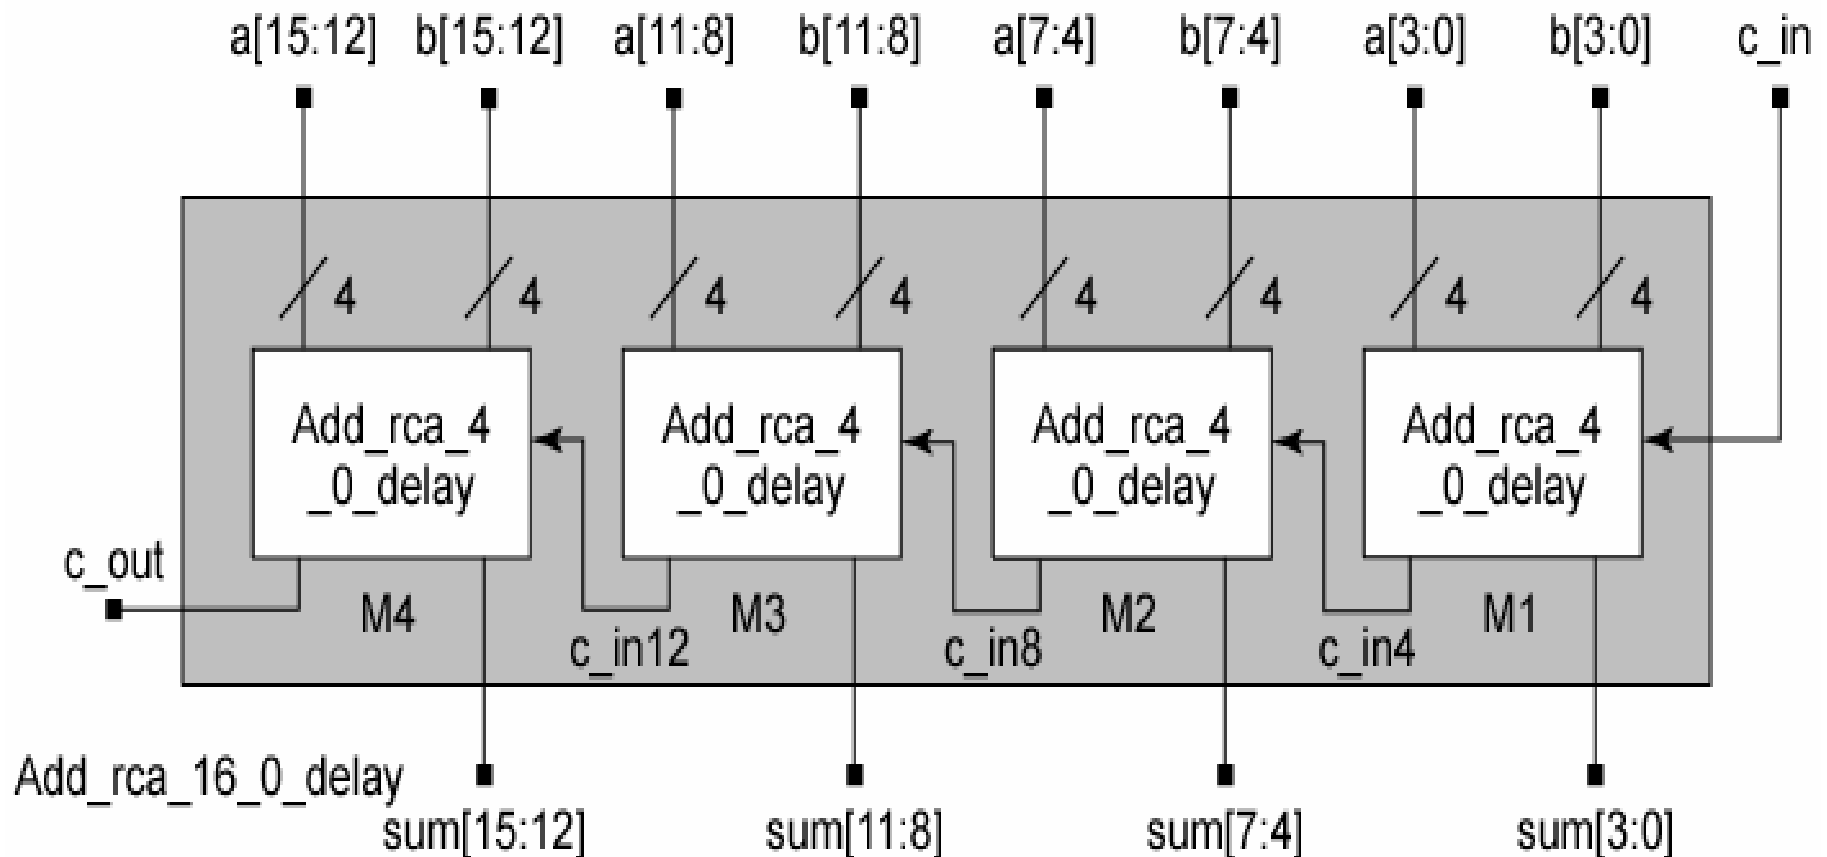 a[15:12] b[15:12] a[11:8] b[11:8] a[7:4] b[7:4] a[3:0] b[3:0] c_in
4 4 4 4 4 4 4 4
Add_rca_4 Add_rca_4 Add_rca_4 Add_rca_4
_0_delay _0_delay _0_delay _0_delay
c_out
M4 M3 M2 M1
c_in12 c_in8 c_in4
Add_rca_16_0_delay
sum[15:12] sum[11:8] sum[7:4] sum[3:0]